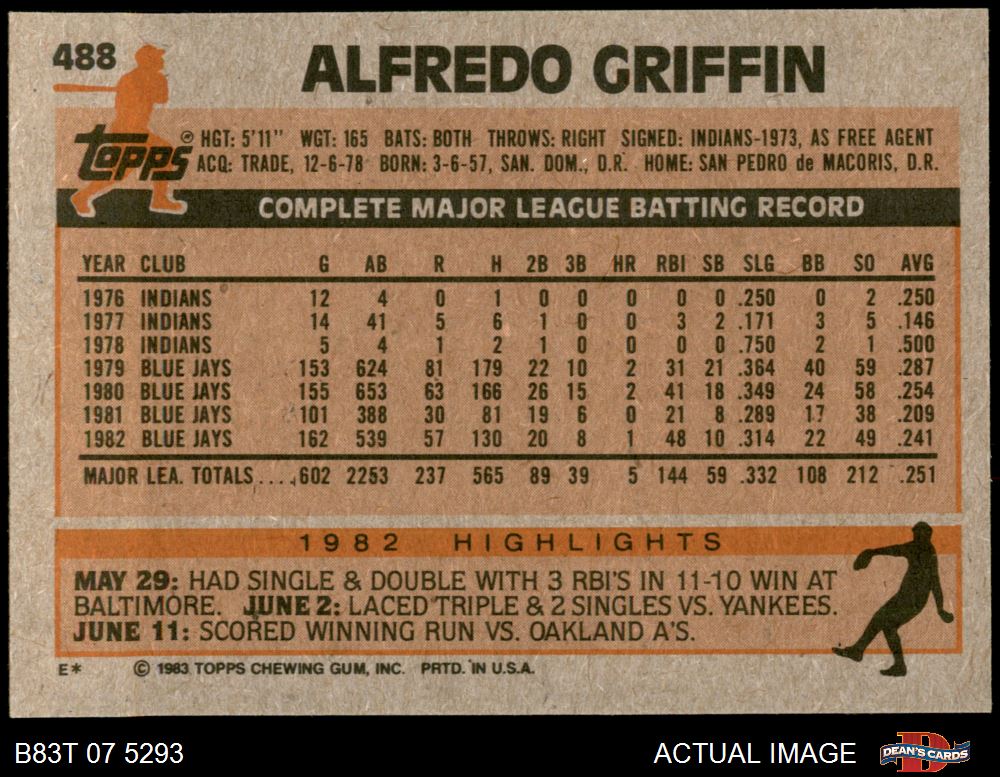 488
ALFREDO GRIFFIN
Topps® HGT: 5'11" WGT: 165 BATS: BOTH THROWS: RIGHT SIGNED: INDIANS-1973, AS FREE AGENT
ACQ: TRADE, 12-6-78 BORN: 3-6-57, SAN. DOM., D.R. HOME: SAN PEDRO de MACORIS, D.R.
COMPLETE MAJOR LEAGUE BATTING RECORD
YEAR CLUB G AB R H 2B 3B HR RBI SB SLG BB SO AVG
1976 INDIANS 12 4 0 1 0 0 0 0 0 .250 0 2 .250
1977 INDIANS 14 41 5 6 1 0 0 3 2 .171 3 5 .146
1978 INDIANS 5 4 1 2 1 0 0 0 0 .750 2 1 .500
1979 BLUE JAYS 153 624 81 179 22 10 2 31 21 .364 40 59 .287
1980 BLUE JAYS 155 653 63 166 26 15 2 41 18 .349 24 58 .254
1981 BLUE JAYS 101 388 30 81 19 6 0 21 8 .289 17 38 .209
1982 BLUE JAYS 162 539 57 130 20 8 1 48 10 .314 22 49 .241
MAJOR LEA. TOTALS.... 602 2253 237 565 89 39 5 144 59 .332 108 212 .251
1982 HIGHLIGHTS
MAY 29: HAD SINGLE & DOUBLE WITH 3 RBI'S IN 11-10 WIN AT
BALTIMORE. JUNE 2: LACED TRIPLE & 2 SINGLES VS. YANKEES.
JUNE 11: SCORED WINNING RUN VS. OAKLAND A'S.
E* © 1983 TOPPS CHEWING GUM, INC. PRTD. IN U.S.A.
B83T 07 5293 ACTUAL IMAGE DEAN'S CARDS